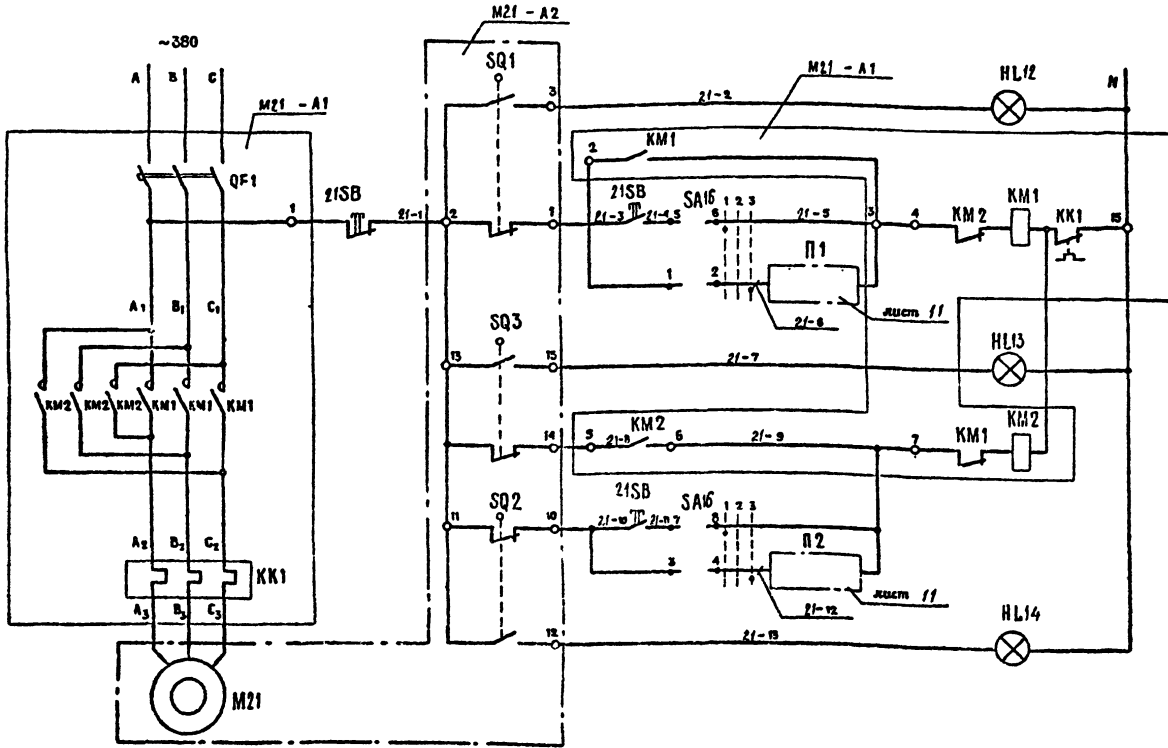 M21 - A2
~380
SQ1
M21 - A1
HL12
A B C
M21 - A1
3
21-2
N
2
KM1
QF1
21SB
21SB
SA16
1 2 3
KM1
1
21-1
2
1
21-3
21-4
5
6
21-5
3
4
KM2
KK1
15
П1
1
2
A1 B1 C1
21-6
лист 11
SQ3
HL13
13
15
21-7
KM2 KM2 KM2 KM1 KM1 KM1
KM2
KM2
14
5
21-8
6
21-9
7
KM1
SQ2
21SB
SA16
1 2 3
11
10
21-10
21-11
7
8
A2 B2 C2
П2
KK1
3
4
A3 B3 C3
21-12
лист 11
HL14
12
21-13
M21